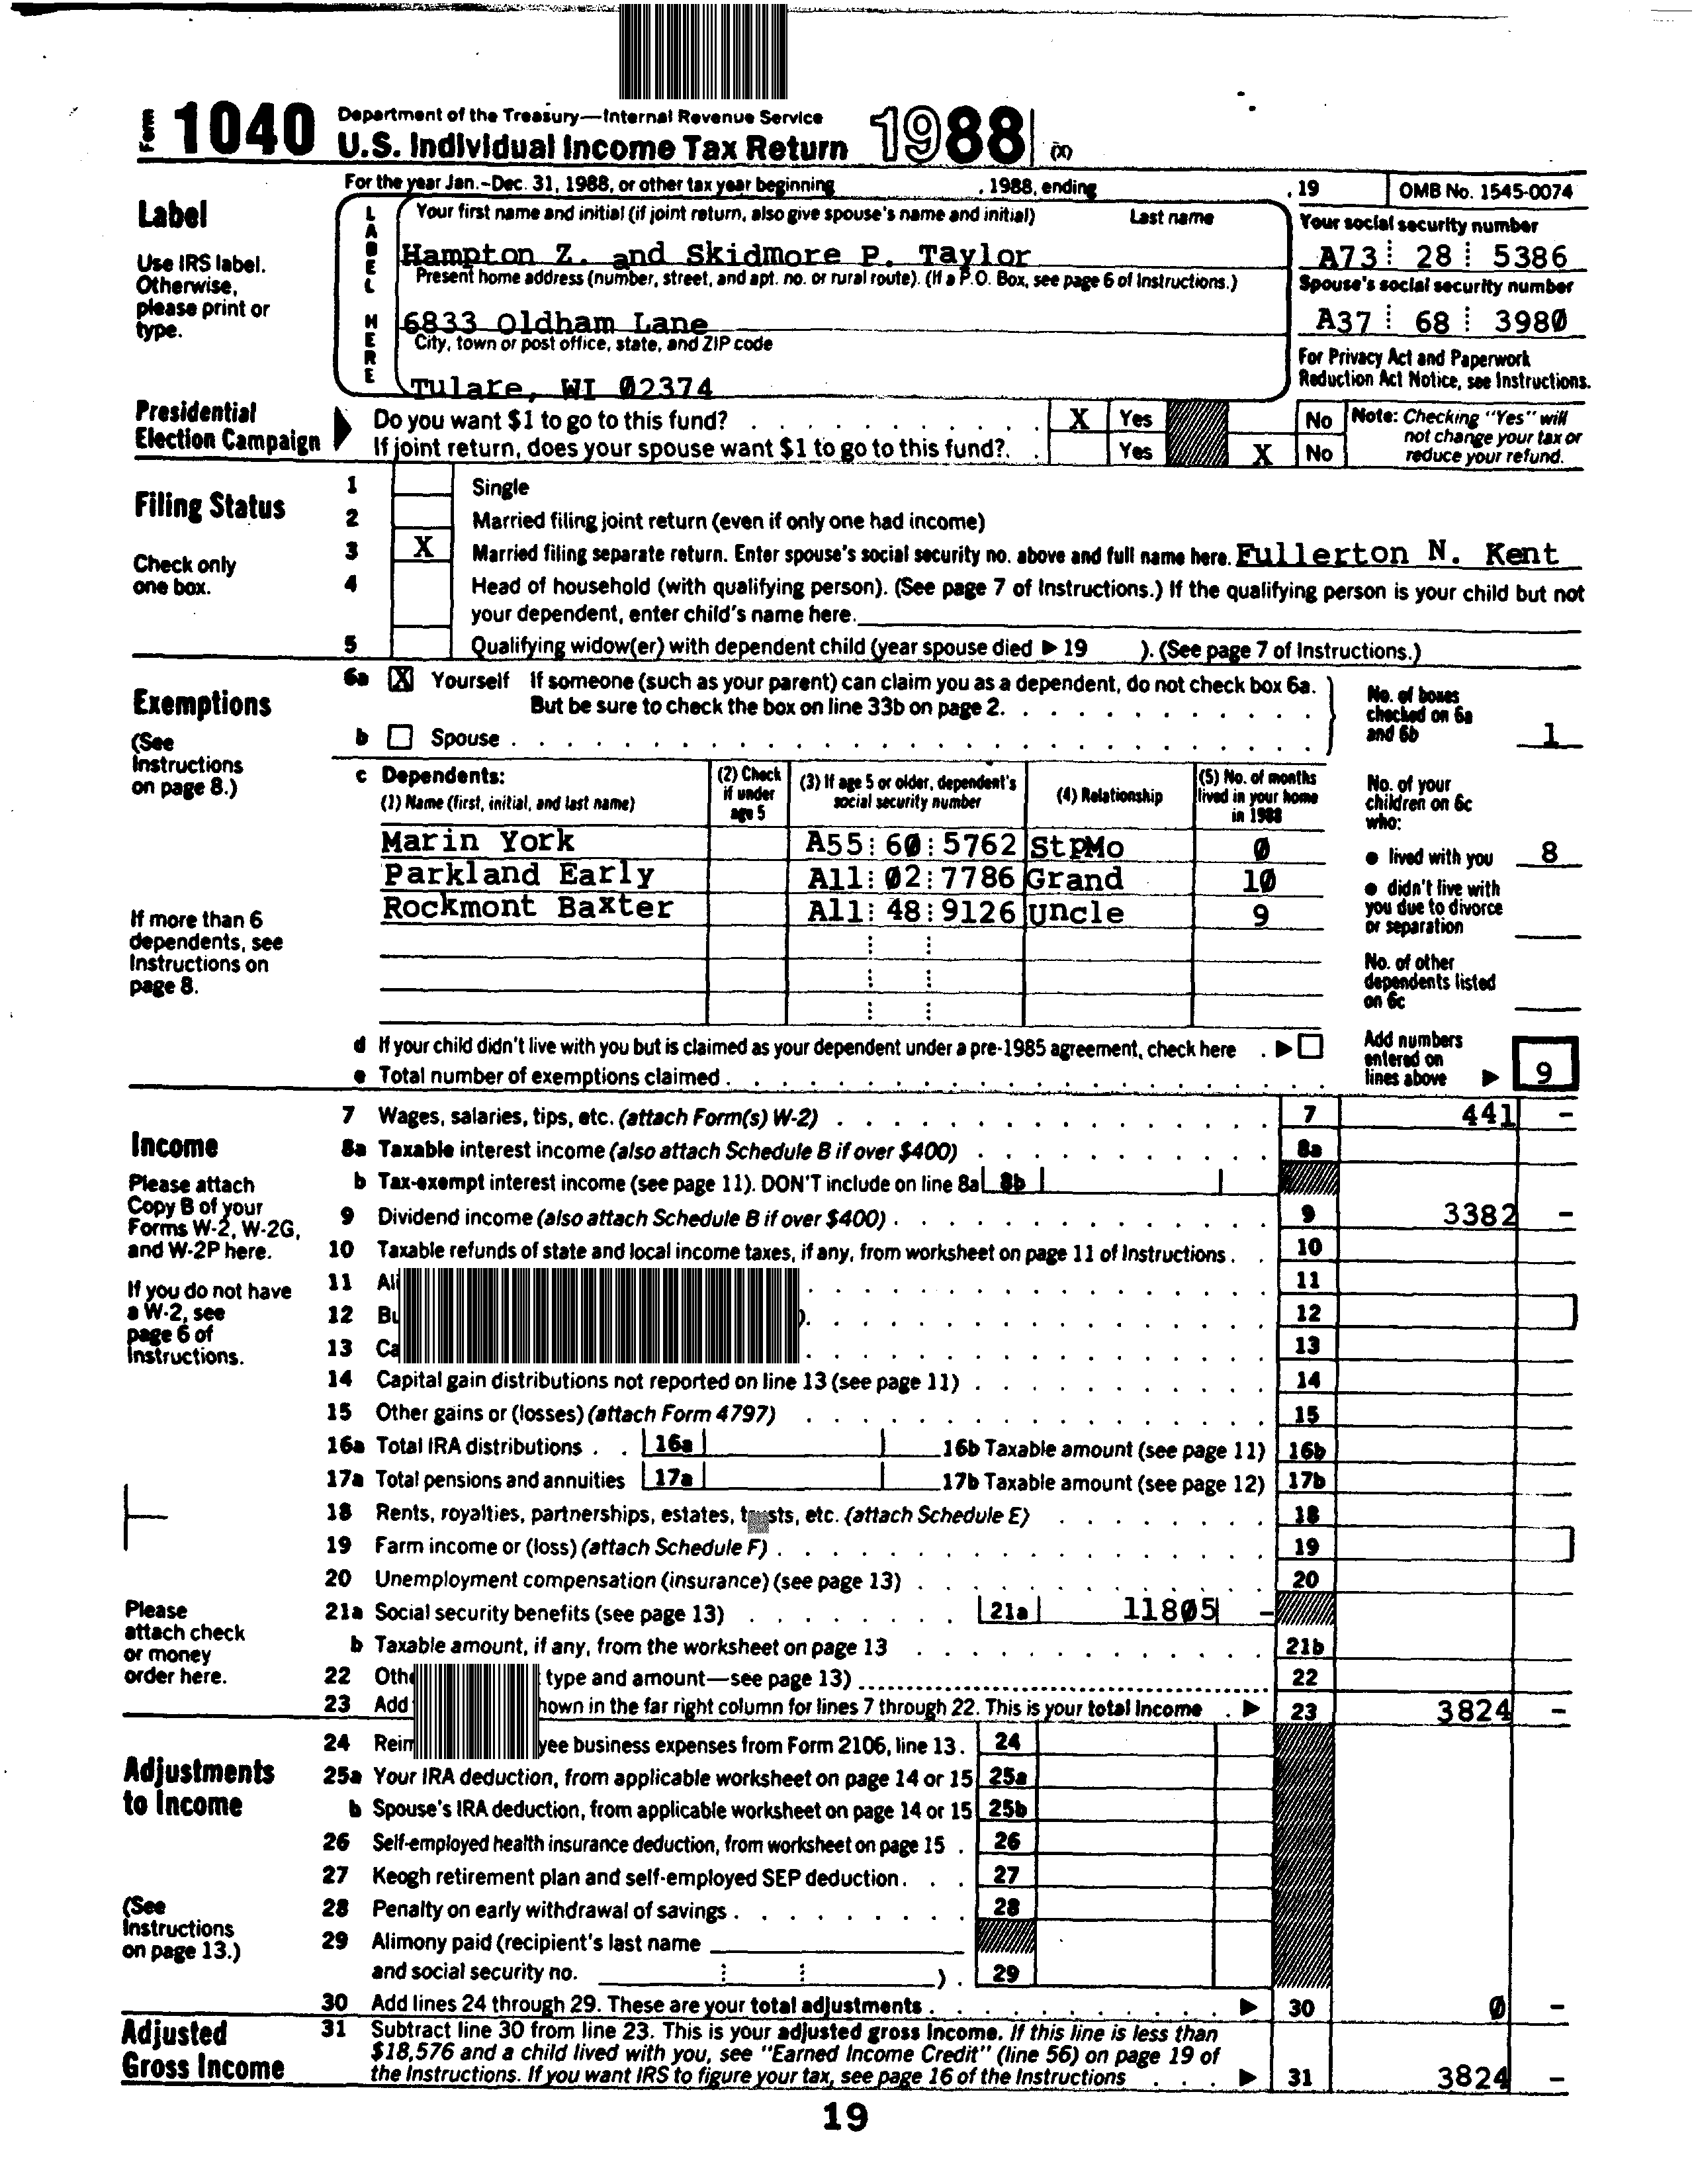 Form 1040 Department of the Treasury—Internal Revenue Service
U.S. Individual Income Tax Return 1988 (X)
For the year Jan.–Dec. 31, 1988, or other tax year beginning , 1988, ending , 19 OMB No. 1545-0074
Label
Use IRS label. Otherwise, please print or type.
LABEL HERE
Your first name and initial (if joint return, also give spouse's name and initial) Last name
Hampton Z. and Skidmore P. Taylor
Present home address (number, street, and apt. no. or rural route). (If a P.O. Box, see page 6 of Instructions.)
6833 Oldham Lane
City, town or post office, state, and ZIP code
Tulare, WI 02374
Your social security number
A73 28 5386
Spouse's social security number
A37 68 3980
For Privacy Act and Paperwork Reduction Act Notice, see Instructions.
Presidential Election Campaign
Do you want $1 to go to this fund? X Yes No
If joint return, does your spouse want $1 to go to this fund? Yes X No
Note: Checking "Yes" will not change your tax or reduce your refund.
Filing Status
Check only one box.
1 Single
2 Married filing joint return (even if only one had income)
3 X Married filing separate return. Enter spouse's social security no. above and full name here. Fullerton N. Kent
4 Head of household (with qualifying person). (See page 7 of Instructions.) If the qualifying person is your child but not
your dependent, enter child's name here.
5 Qualifying widow(er) with dependent child (year spouse died ▶ 19 ). (See page 7 of Instructions.)
Exemptions
(See Instructions on page 8.)
6a X Yourself If someone (such as your parent) can claim you as a dependent, do not check box 6a.
But be sure to check the box on line 33b on page 2.
b Spouse
No. of boxes checked on 6a and 6b 1
c Dependents:
(1) Name (first, initial, and last name) (2) Check if under age 5 (3) If age 5 or older, dependent's social security number (4) Relationship (5) No. of months lived in your home in 1988
Marin York A55 60 5762 StpMo 0
Parkland Early A11 02 7786 Grand 10
Rockmont Baxter A11 48 9126 Uncle 9
If more than 6 dependents, see Instructions on page 8.
No. of your children on 6c who:
● lived with you 8
● didn't live with you due to divorce or separation
No. of other dependents listed on 6c
d If your child didn't live with you but is claimed as your dependent under a pre-1985 agreement, check here ▶
e Total number of exemptions claimed
Add numbers entered on lines above ▶ 9
Income
Please attach Copy B of your Forms W-2, W-2G, and W-2P here.
If you do not have a W-2, see page 6 of Instructions.
Please attach check or money order here.
7 Wages, salaries, tips, etc. (attach Form(s) W-2) 7 441 –
8a Taxable interest income (also attach Schedule B if over $400) 8a
b Tax-exempt interest income (see page 11). DON'T include on line 8a 8b
9 Dividend income (also attach Schedule B if over $400) 9 3382 –
10 Taxable refunds of state and local income taxes, if any, from worksheet on page 11 of Instructions 10
11 Ali 11
12 Bu ). 12
13 Ca 13
14 Capital gain distributions not reported on line 13 (see page 11) 14
15 Other gains or (losses) (attach Form 4797) 15
16a Total IRA distributions 16a 16b Taxable amount (see page 11) 16b
17a Total pensions and annuities 17a 17b Taxable amount (see page 12) 17b
18 Rents, royalties, partnerships, estates, trusts, etc. (attach Schedule E) 18
19 Farm income or (loss) (attach Schedule F) 19
20 Unemployment compensation (insurance) (see page 13) 20
21a Social security benefits (see page 13) 21a 11805 –
b Taxable amount, if any, from the worksheet on page 13 21b
22 Othe type and amount—see page 13) 22
23 Add hown in the far right column for lines 7 through 22. This is your total income ▶ 23 3824 –
Adjustments to Income
(See Instructions on page 13.)
24 Reim yee business expenses from Form 2106, line 13. 24
25a Your IRA deduction, from applicable worksheet on page 14 or 15 25a
b Spouse's IRA deduction, from applicable worksheet on page 14 or 15 25b
26 Self-employed health insurance deduction, from worksheet on page 15 26
27 Keogh retirement plan and self-employed SEP deduction 27
28 Penalty on early withdrawal of savings 28
29 Alimony paid (recipient's last name
and social security no. ) 29
30 Add lines 24 through 29. These are your total adjustments ▶ 30 0 –
Adjusted Gross Income
31 Subtract line 30 from line 23. This is your adjusted gross income. If this line is less than
$18,576 and a child lived with you, see "Earned Income Credit" (line 56) on page 19 of
the Instructions. If you want IRS to figure your tax, see page 16 of the Instructions ▶ 31 3824 –
19